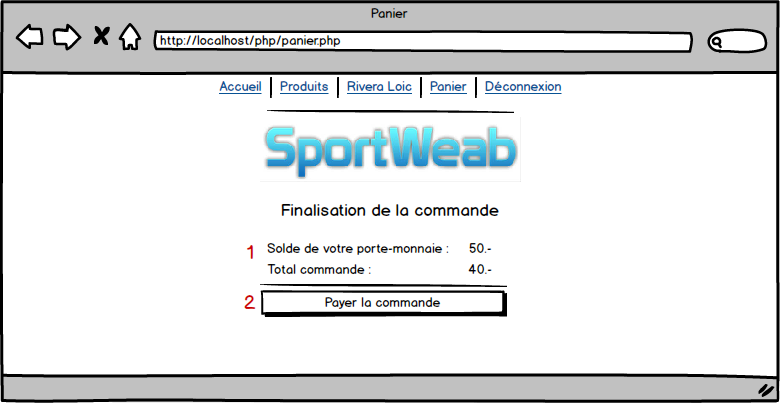 Panier
http://localhost/php/panier.php
Accueil Produits Rivera Loic Panier Déconnexion
SportWeab
Finalisation de la commande
1 Solde de votre porte-monnaie : 50.-
Total commande : 40.-
2 Payer la commande